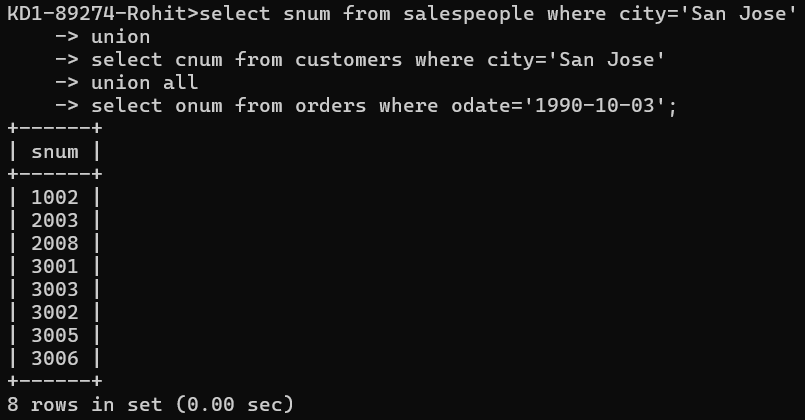 KD1-89274-Rohit>select snum from salespeople where city='San Jose'
    -> union
    -> select cnum from customers where city='San Jose'
    -> union all
    -> select onum from orders where odate='1990-10-03';
+------+
| snum |
+------+
| 1002 |
| 2003 |
| 2008 |
| 3001 |
| 3003 |
| 3002 |
| 3005 |
| 3006 |
+------+
8 rows in set (0.00 sec)